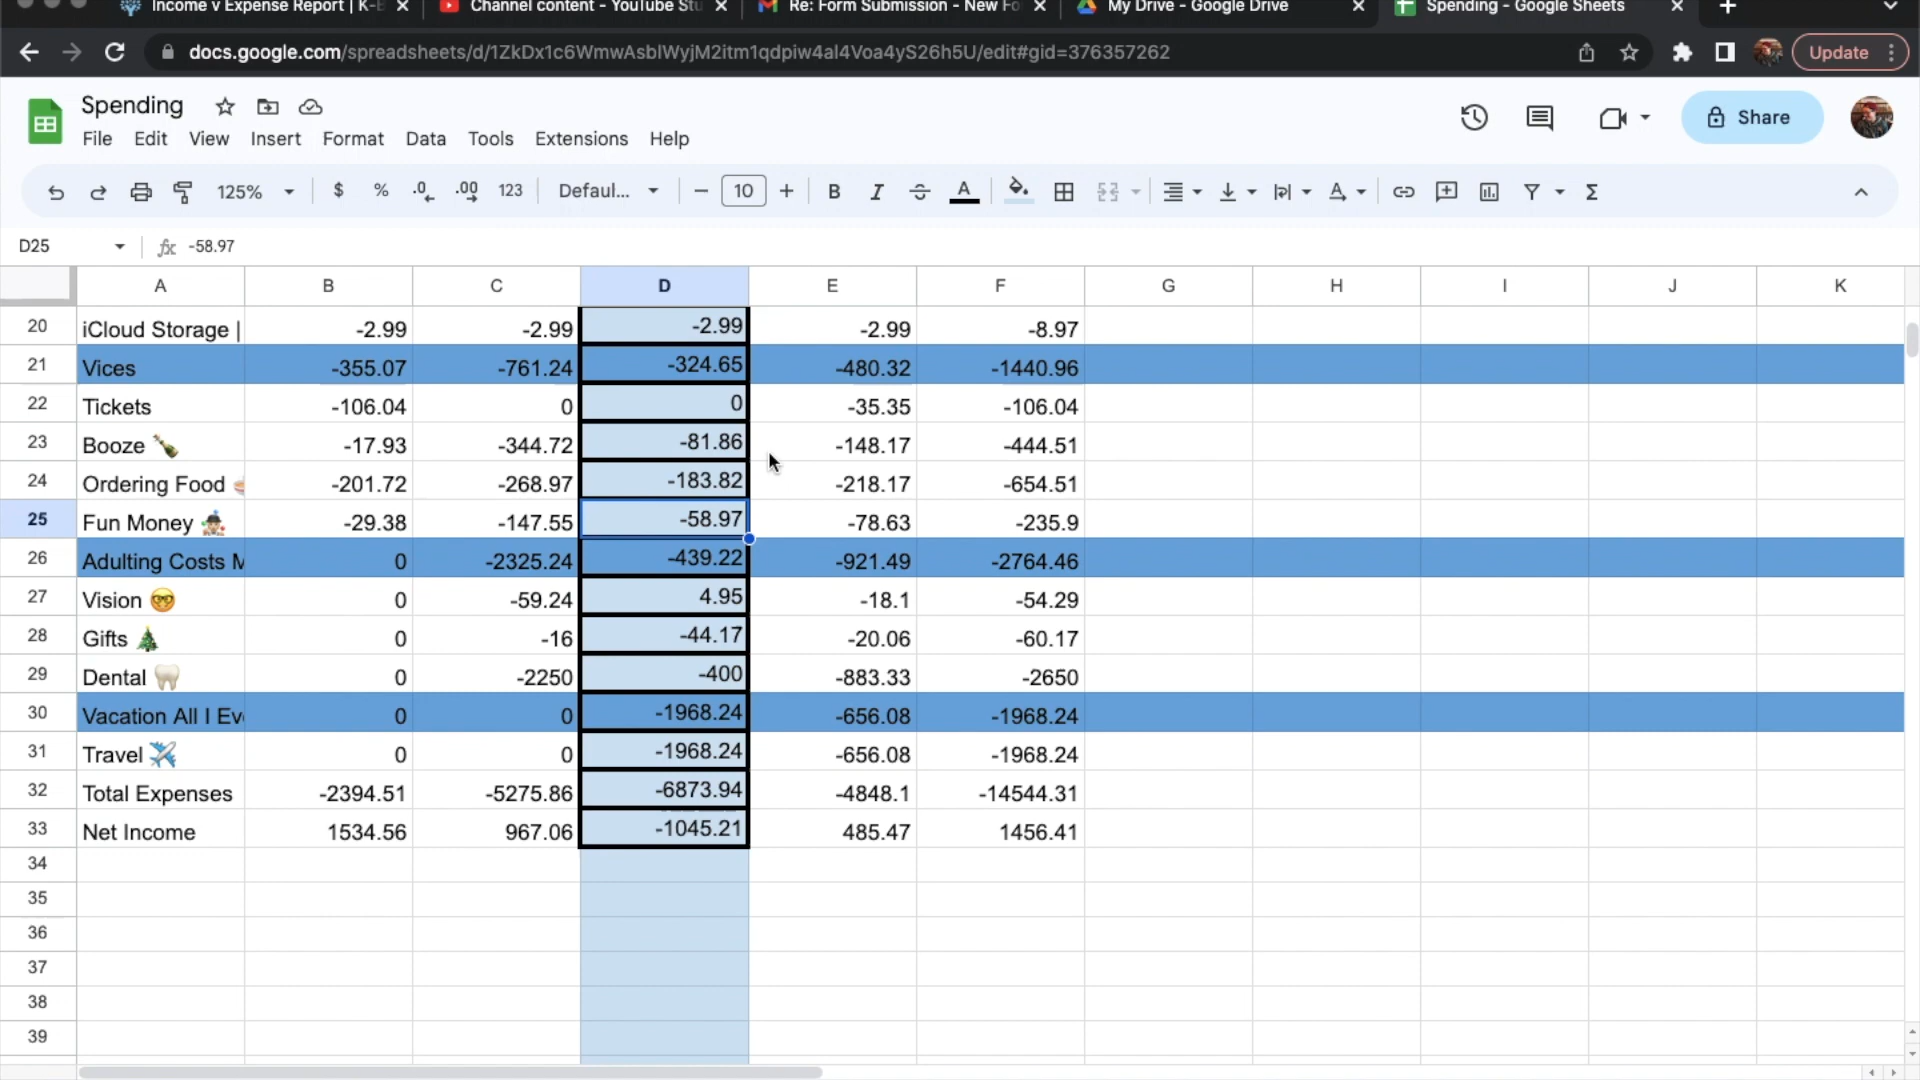 Income v Expense Report | K-B
Channel content - YouTube Stu
Re: Form Submission - New Fo
My Drive - Google Drive
Spending - Google Sheets
docs.google.com/spreadsheets/d/1ZkDx1c6WmwAsblWyjM2itm1qdpiw4al4Voa4yS26h5U/edit#gid=376357262
Update
Spending
File Edit View Insert Format Data Tools Extensions Help
Share
125% $ % .0 .00 123 Defaul... 10 B I A A Σ
D25 fx -58.97
A B C D E F G H I J K
20 iCloud Storage | -2.99 -2.99 -2.99 -2.99 -8.97
21 Vices -355.07 -761.24 -324.65 -480.32 -1440.96
22 Tickets -106.04 0 0 -35.35 -106.04
23 Booze 🍾 -17.93 -344.72 -81.86 -148.17 -444.51
24 Ordering Food -201.72 -268.97 -183.82 -218.17 -654.51
25 Fun Money -29.38 -147.55 -58.97 -78.63 -235.9
26 Adulting Costs M 0 -2325.24 -439.22 -921.49 -2764.46
27 Vision 🤓 0 -59.24 4.95 -18.1 -54.29
28 Gifts 🎄 0 -16 -44.17 -20.06 -60.17
29 Dental 🦷 0 -2250 -400 -883.33 -2650
30 Vacation All I Ev 0 0 -1968.24 -656.08 -1968.24
31 Travel ✈️ 0 0 -1968.24 -656.08 -1968.24
32 Total Expenses -2394.51 -5275.86 -6873.94 -4848.1 -14544.31
33 Net Income 1534.56 967.06 -1045.21 485.47 1456.41
34
35
36
37
38
39